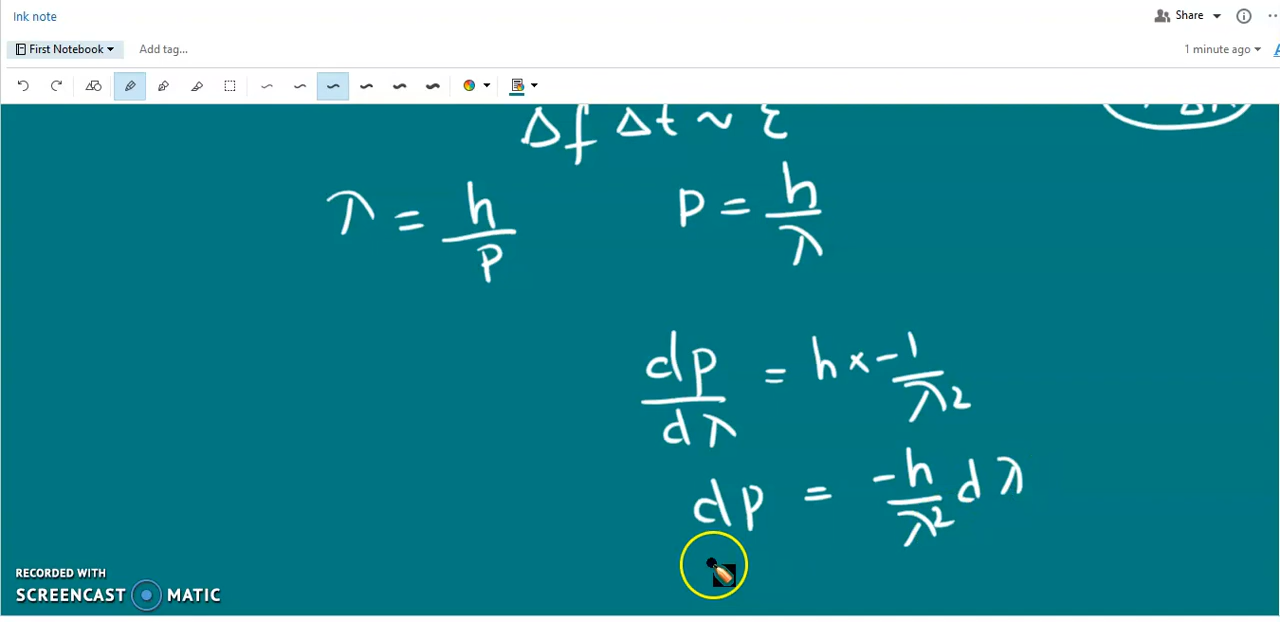 Ink note
Share
First Notebook
Add tag...
1 minute ago
Δf Δt ~
λ = h/p
p = h/λ
dp/dλ = h × -1/λ²
dp = -h/λ² dλ
RECORDED WITH
SCREENCAST MATIC